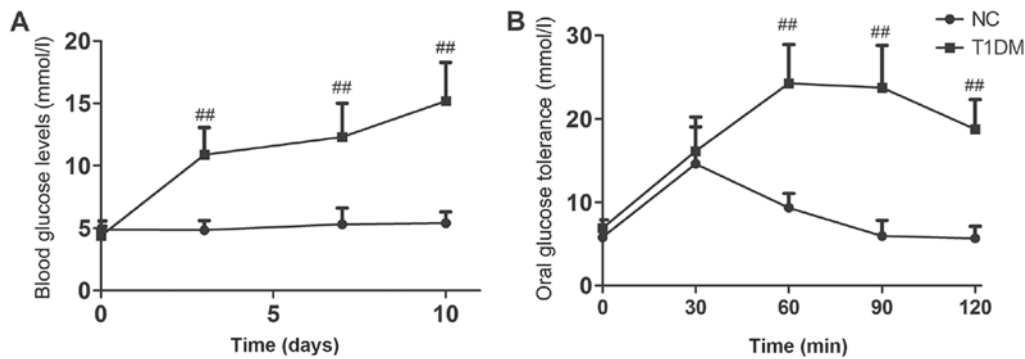 A
Blood glucose levels (mmol/l)
20
15
10
5
0
##
##
##
0
5
10
Time (days)
B
Oral glucose tolerance (mmol/l)
30
20
10
0
##
##
##
0
30
60
90
120
Time (min)
NC
T1DM